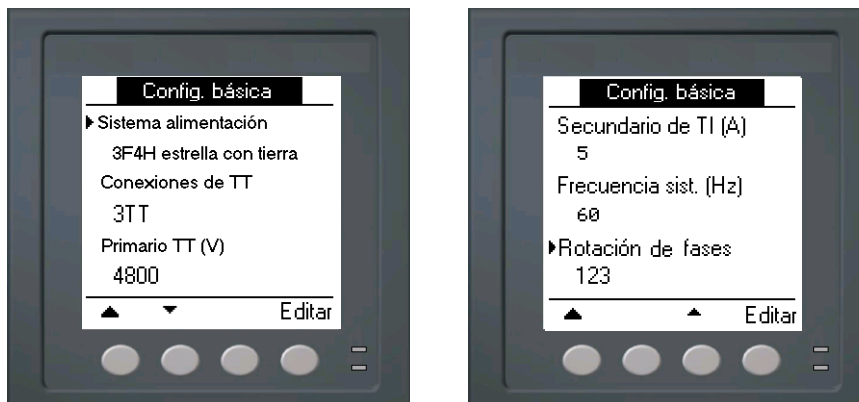 Config. básica
Sistema alimentación
3F4H estrella con tierra
Conexiones de TT
3TT
Primario TT (V)
4800
Editar
Config. básica
Secundario de TI (A)
5
Frecuencia sist. (Hz)
60
Rotación de fases
123
Editar